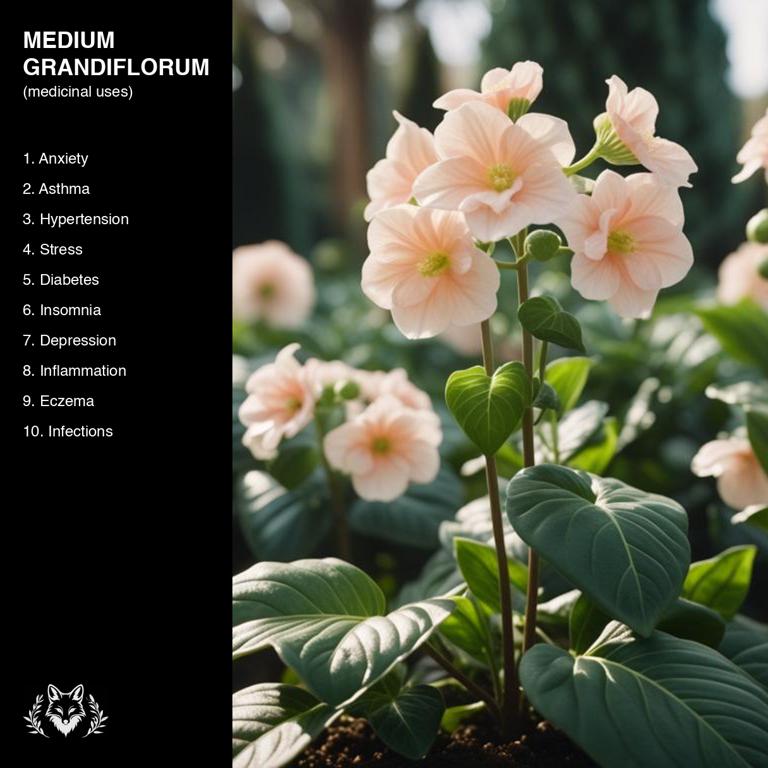 MEDIUM
GRANDIFLORUM
(medicinal uses)
1. Anxiety
2. Asthma
3. Hypertension
4. Stress
5. Diabetes
6. Insomnia
7. Depression
8. Inflammation
9. Eczema
10. Infections